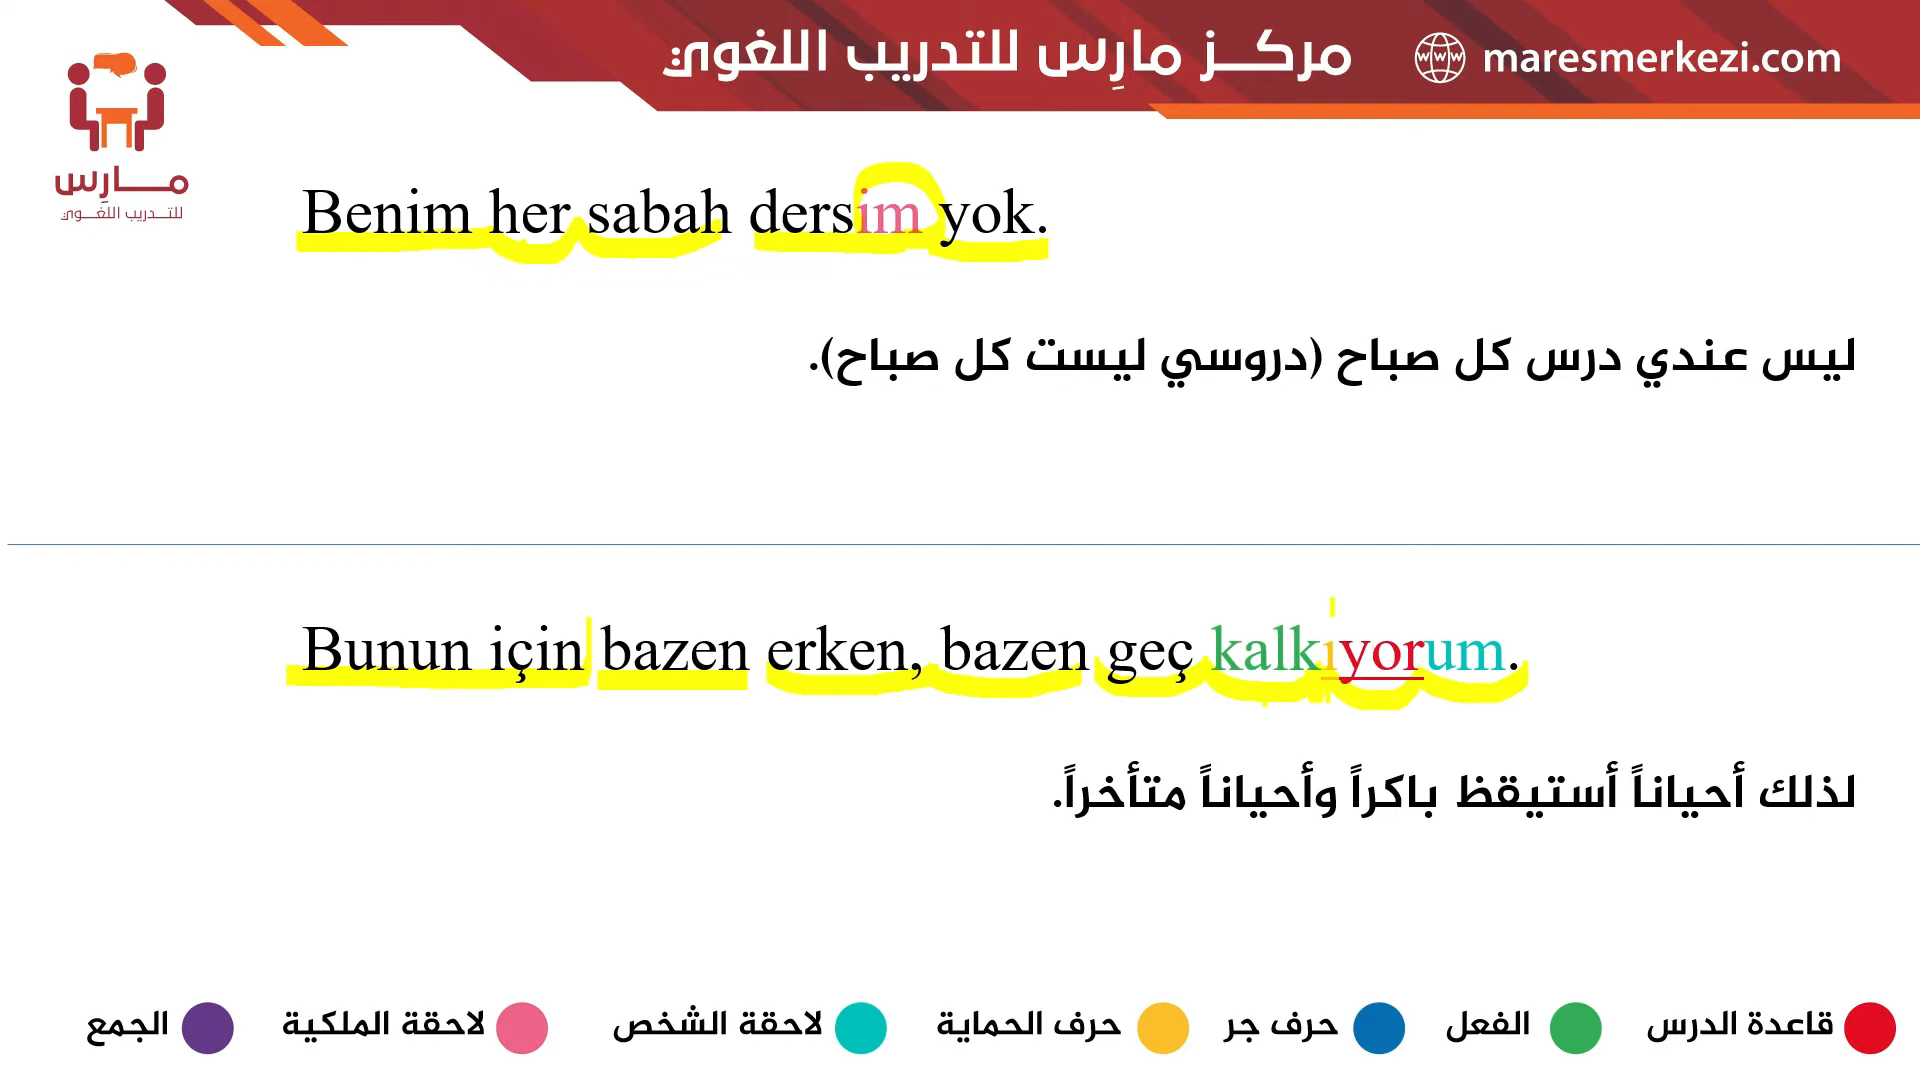 مركـــز مارِس للتدريب اللغوي
www maresmerkezi.com
مـــارِس
للتـــدريب اللغـــوي
Benim her sabah dersim yok.
ليس عندي درس كل صباح (دروسي ليست كل صباح).
Bunun için bazen erken, bazen geç kalkıyorum.
لذلك أحياناً أستيقظ باكراً وأحياناً متأخراً.
قاعدة الدرس الفعل حرف جر حرف الحماية لاحقة الشخص لاحقة الملكية الجمع